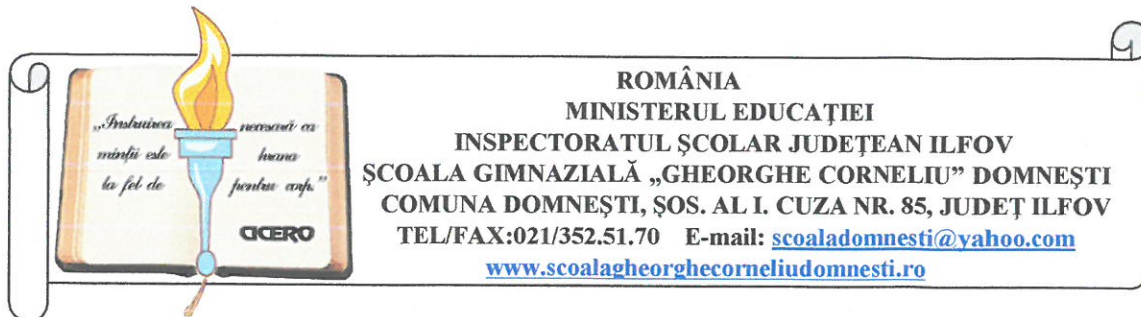 „Instruirea
minții este
la fel de
necesară ca
hrana
pentru corp.”
CICERO
ROMÂNIA
MINISTERUL EDUCAȚIEI
INSPECTORATUL ȘCOLAR JUDEȚEAN ILFOV
ȘCOALA GIMNAZIALĂ „GHEORGHE CORNELIU” DOMNEȘTI
COMUNA DOMNEȘTI, ȘOS. AL I. CUZA NR. 85, JUDEȚ ILFOV
TEL/FAX:021/352.51.70 E-mail: scoaladomnesti@yahoo.com
www.scoalagheorghecorneliudomnesti.ro